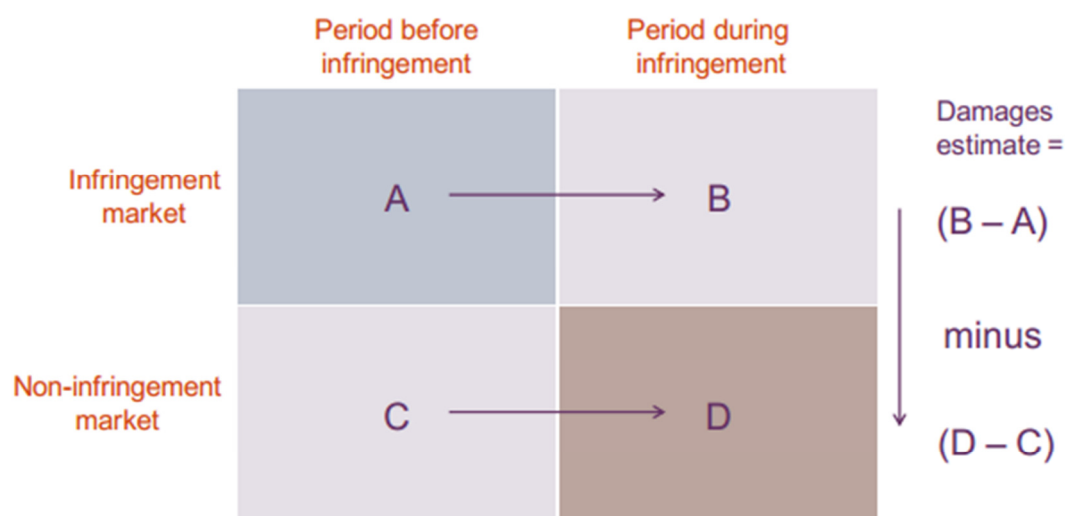 Period before
infringement
Period during
infringement
Damages
estimate =
Infringement
market
A
B
(B – A)
minus
Non-infringement
market
C
D
(D – C)